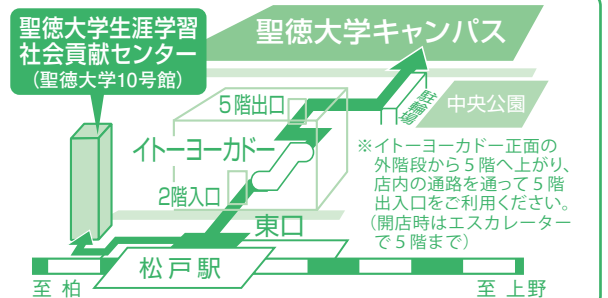 聖徳大学生涯学習
社会貢献センター
(聖徳大学10号館)
聖徳大学キャンパス
5階出口
駐輪場
中央公園
イトーヨーカドー
2階入口
※イトーヨーカドー正面の
外階段から5階へ上がり、
店内の通路を通って5階
出入口をご利用ください。
(開店時はエスカレーター
で5階まで)
東口
松戸駅
至 柏
至 上野